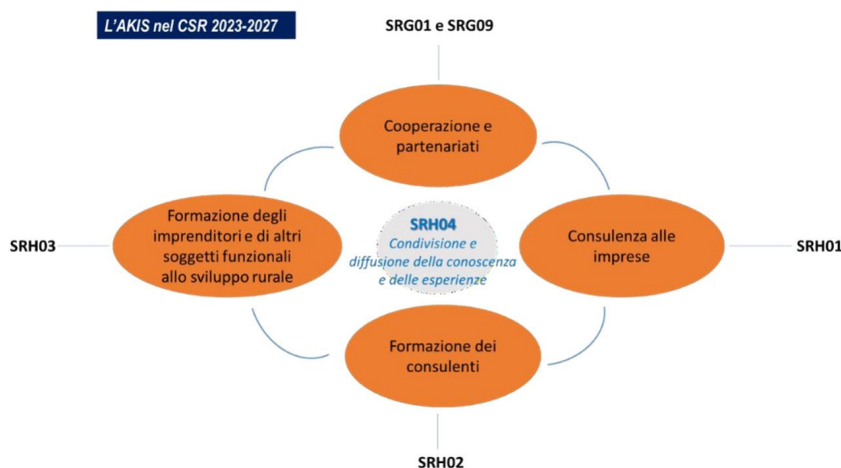 L'AKIS nel CSR 2023-2027
SRG01 e SRG09
Cooperazione e
partenariati
Formazione degli
imprenditori e di altri
soggetti funzionali
allo sviluppo rurale
SRH03
SRH04
Condivisione e
diffusione della conoscenza
e delle esperienze
Consulenza alle
imprese
SRH01
Formazione dei
consulenti
SRH02